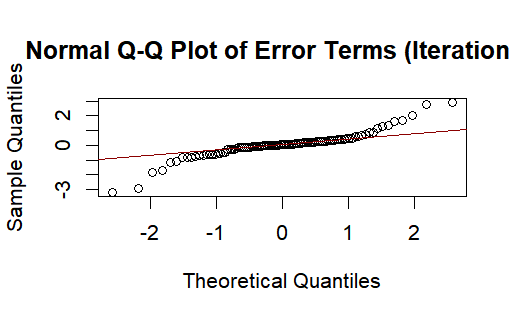 Normal Q-Q Plot of Error Terms (Iteration
Sample Quantiles
2
0
-3
-2
-1
0
1
2
Theoretical Quantiles